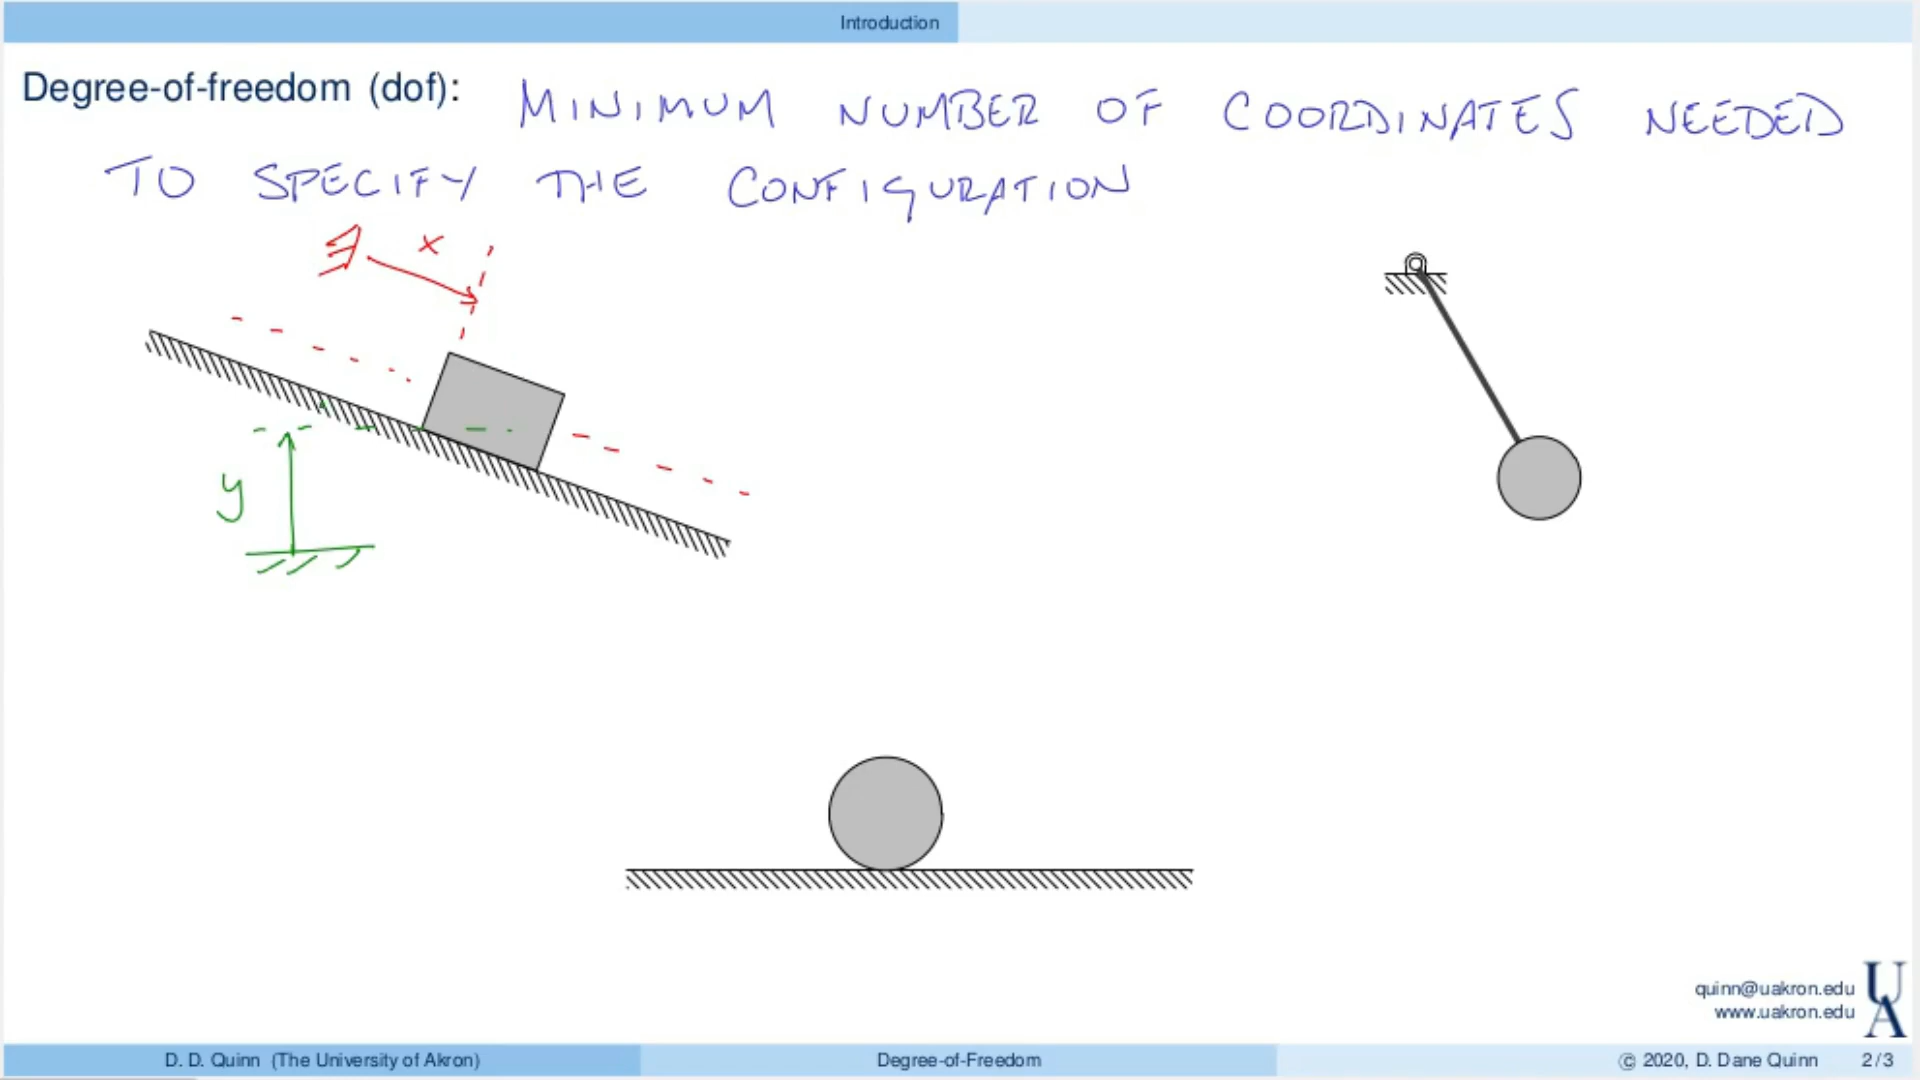 Introduction
Degree-of-freedom (dof): MINIMUM NUMBER OF COORDINATES NEEDED
TO SPECIFY THE CONFIGURATION
x
y
quinn@uakron.edu
www.uakron.edu
UA
D. D. Quinn (The University of Akron) Degree-of-Freedom © 2020, D. Dane Quinn 2/3